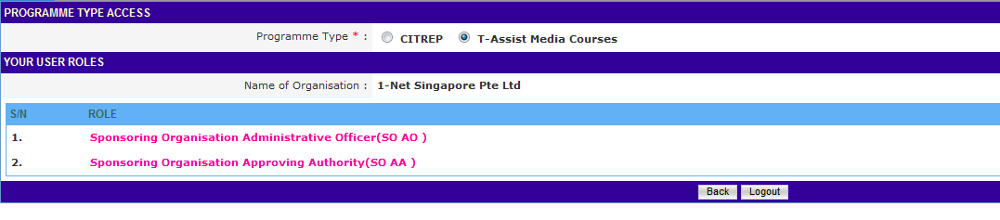 PROGRAMME TYPE ACCESS
Programme Type * : CITREP T-Assist Media Courses
YOUR USER ROLES
Name of Organisation : 1-Net Singapore Pte Ltd
S/N ROLE
1. Sponsoring Organisation Administrative Officer(SO AO )
2. Sponsoring Organisation Approving Authority(SO AA )
Back Logout